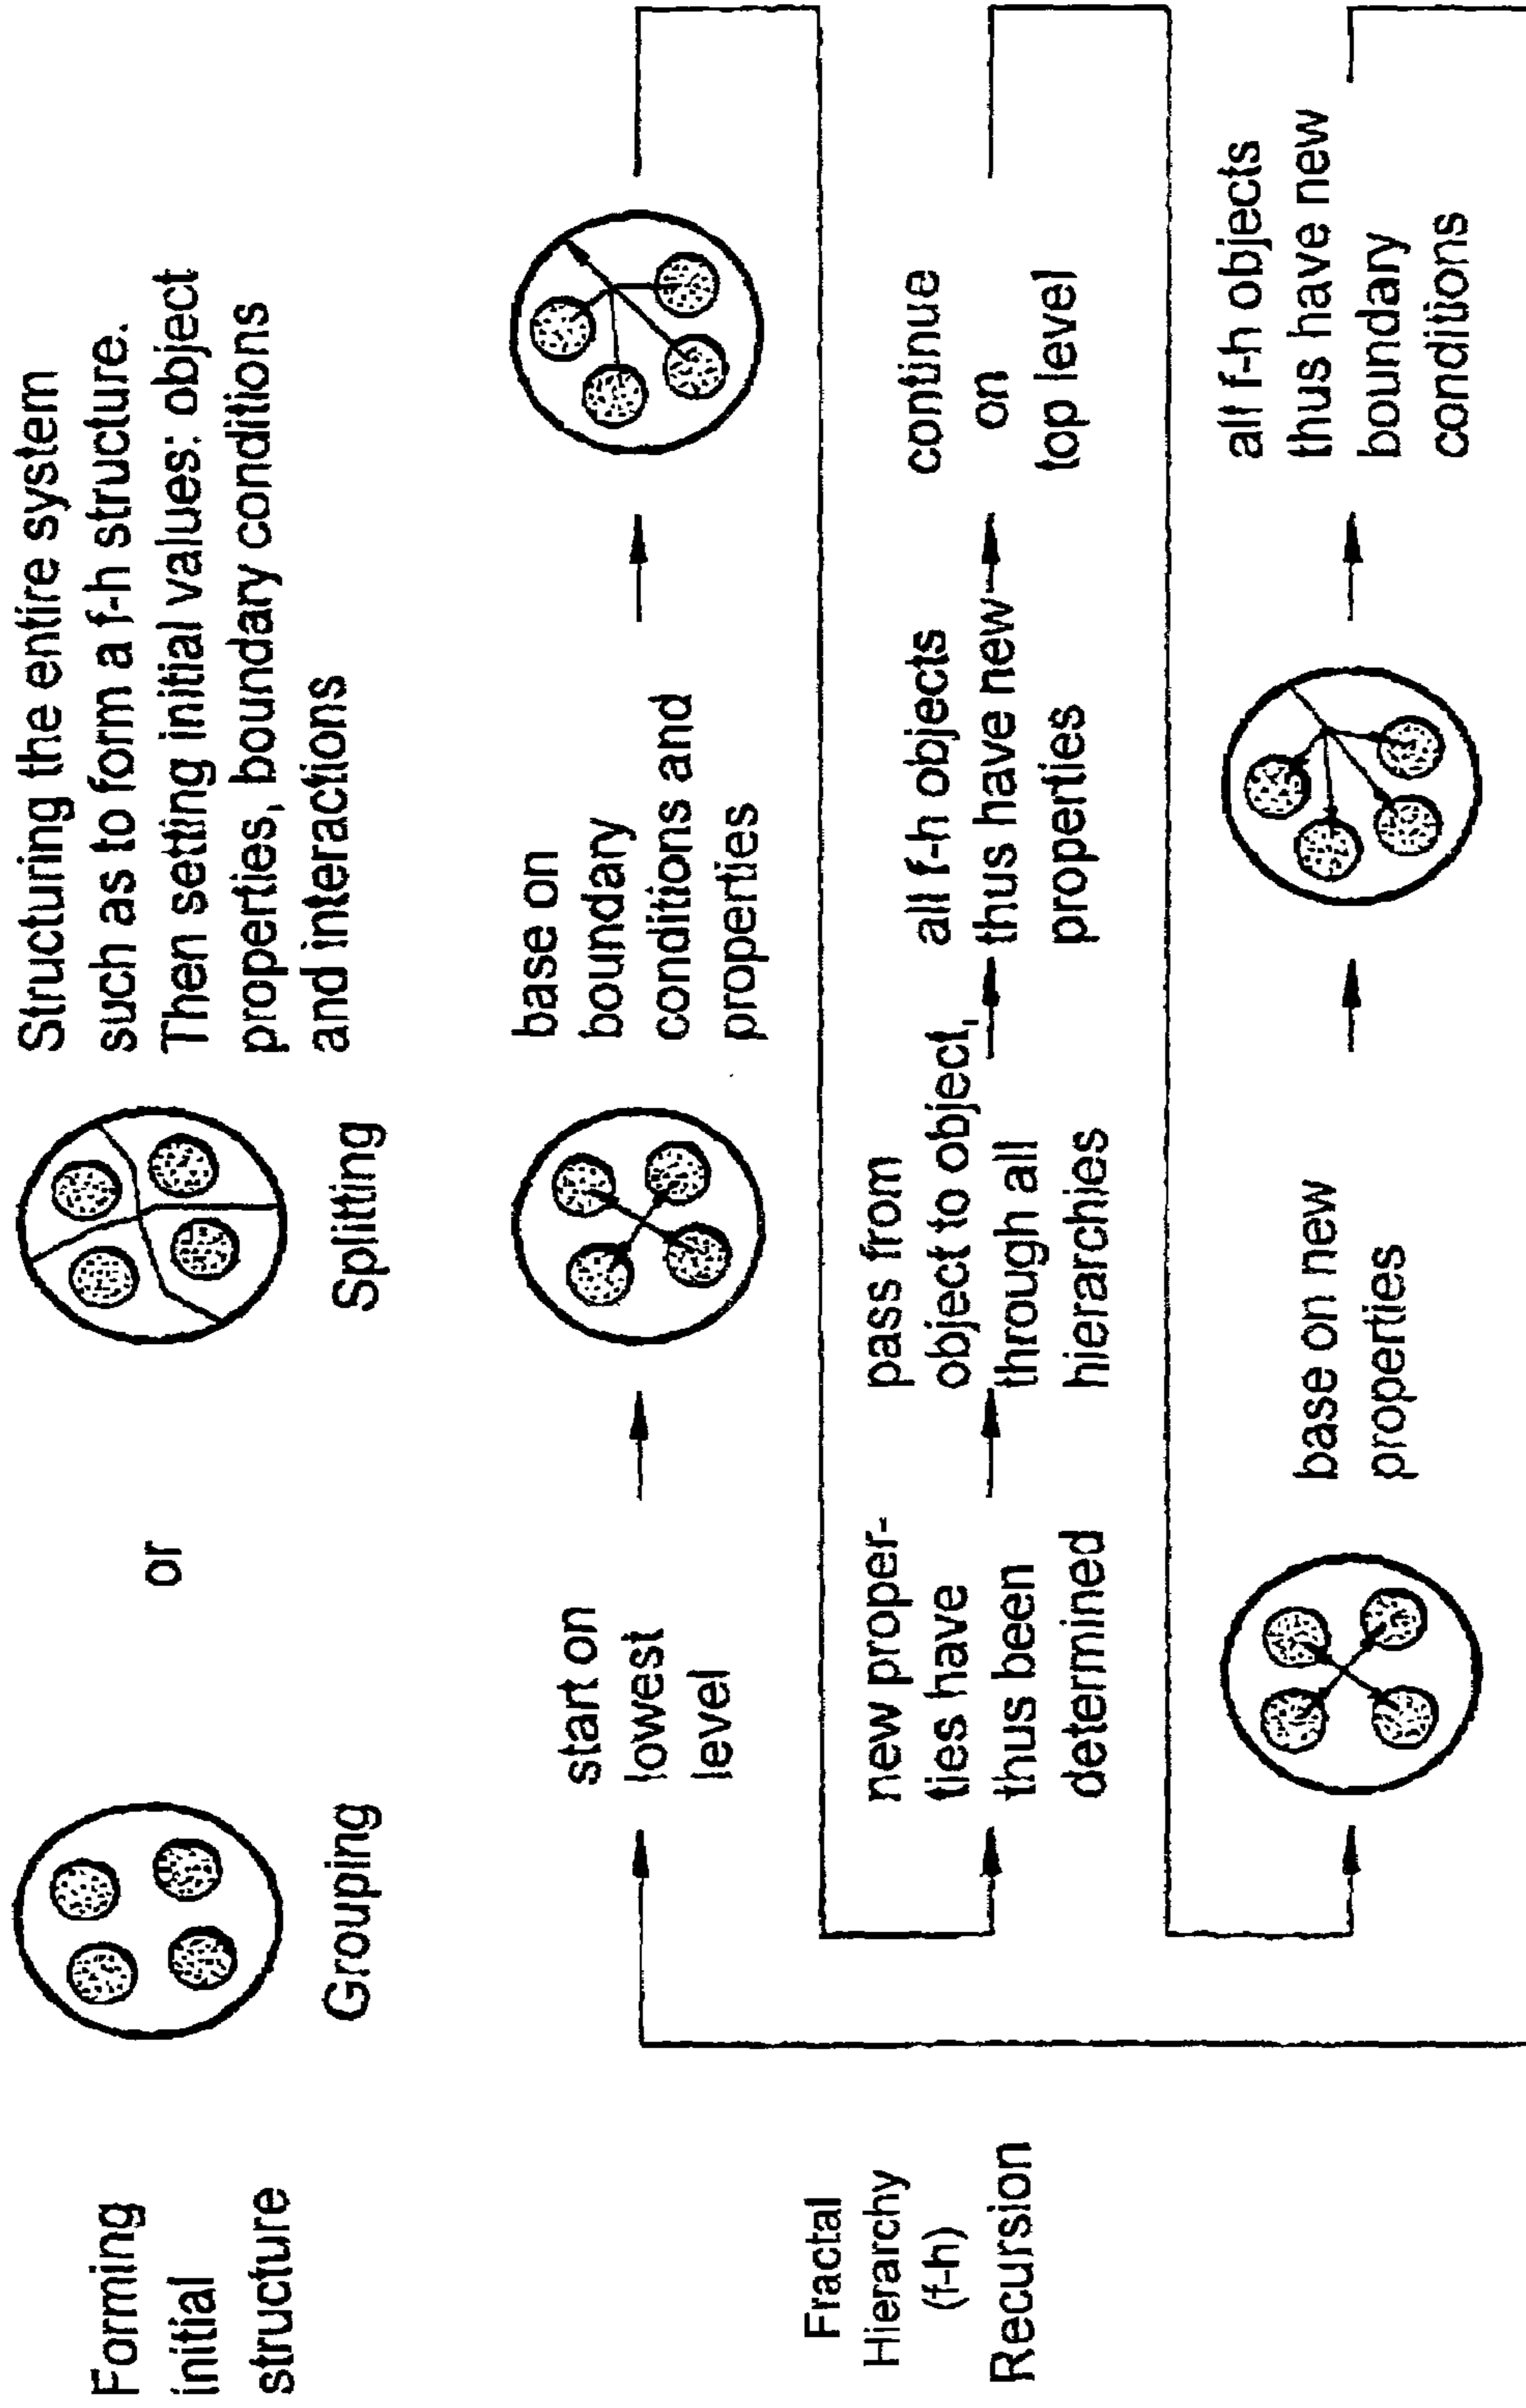 Forming
initial
structure
Grouping
or
Splitting
Structuring the entire system
such as to form a f-h structure.
Then setting initial values: object
properties, boundary conditions
and interactions
Fractal
Hierarchy
(f-h)
Recursion
start on
lowest
level
base on
boundary
conditions and
properties
new proper-
ties have
thus been
determined
pass from
object to object,
through all
hierarchies
all f-h objects
thus have new
properties
continue
on
top level
base on new
properties
all f-h objects
thus have new
boundary
conditions